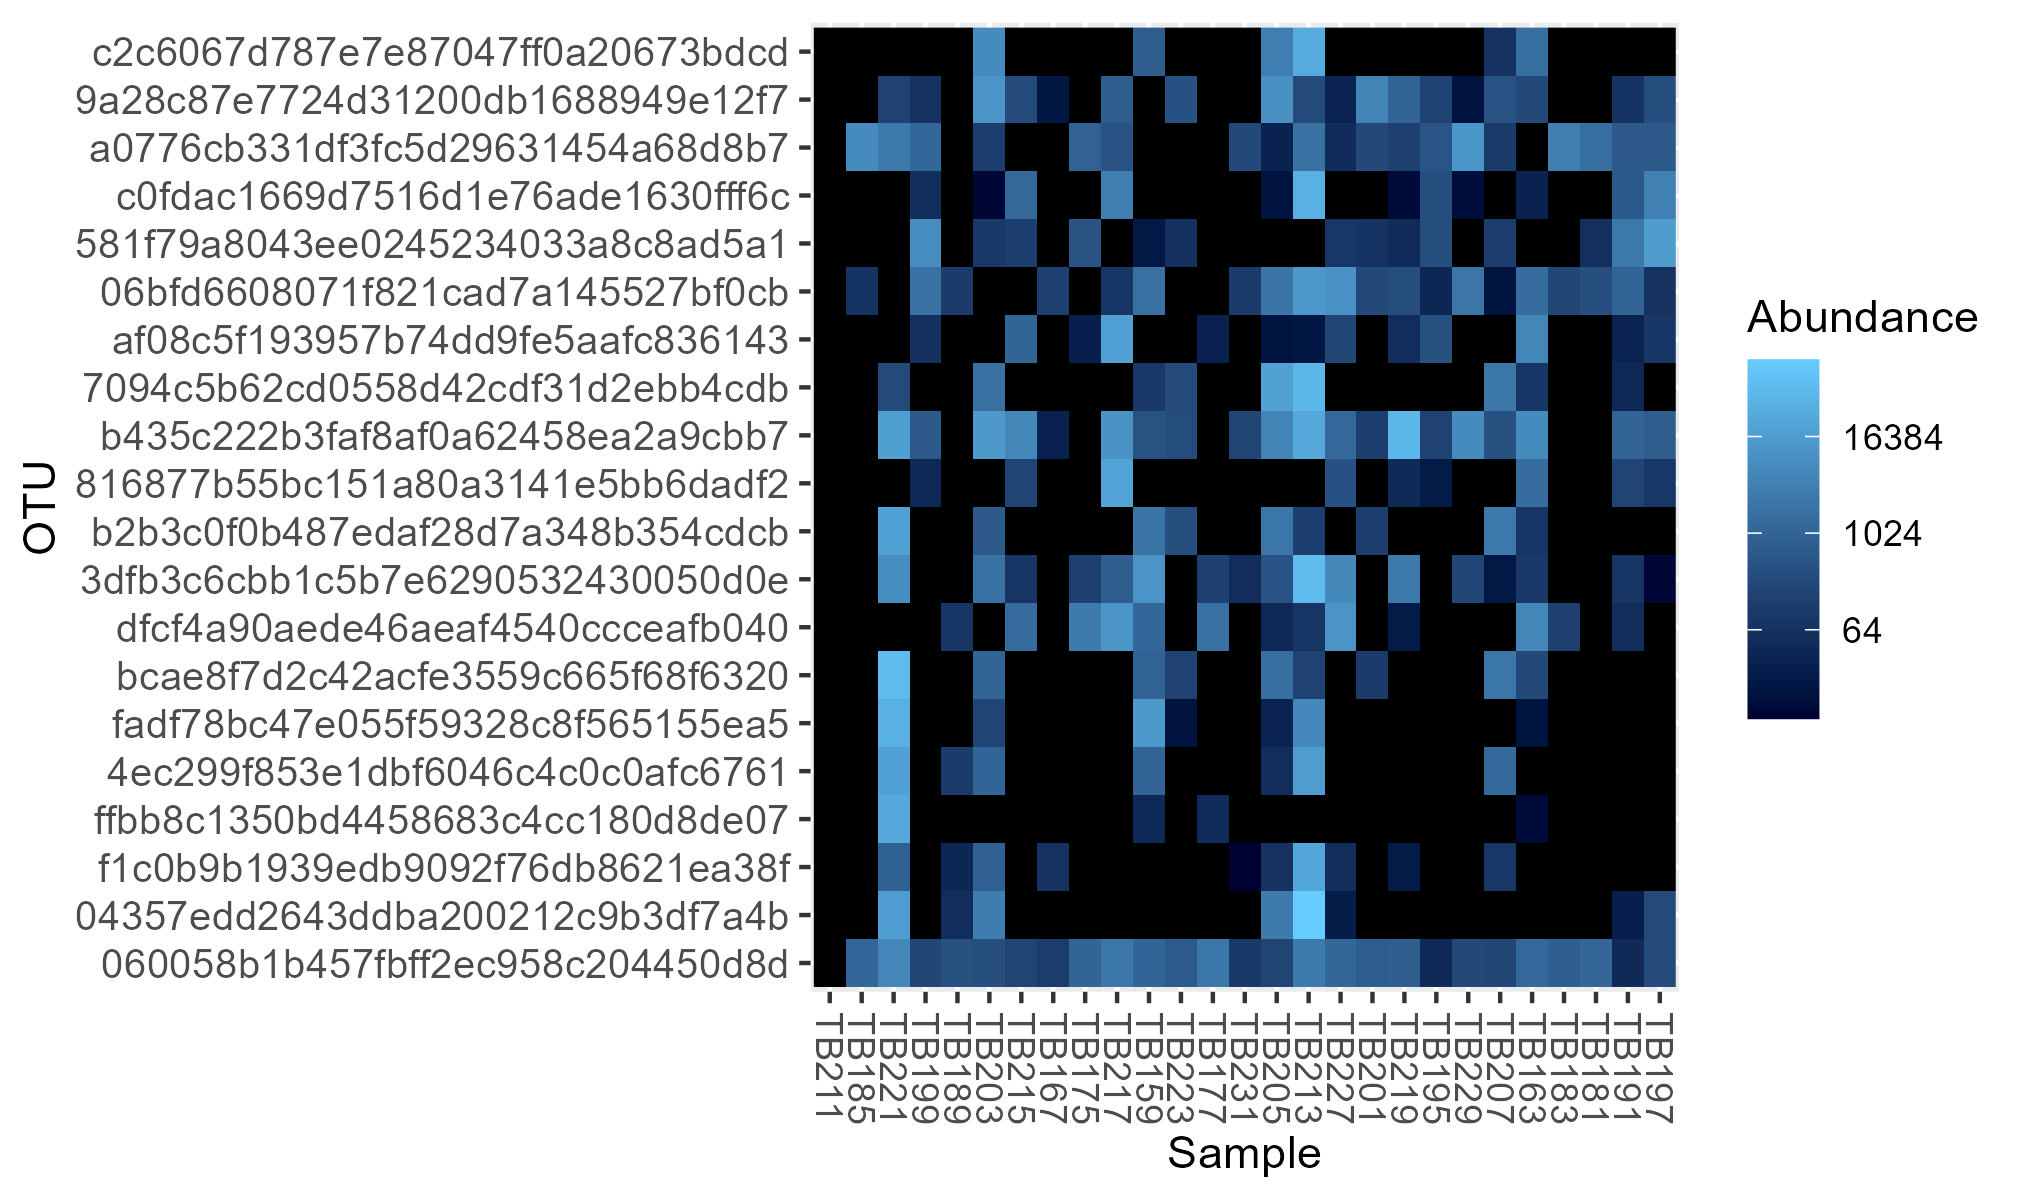 c2c6067d787e7e87047ff0a20673bdcd
9a28c87e7724d31200db1688949e12f7
a0776cb331df3fc5d29631454a68d8b7
c0fdac1669d7516d1e76ade1630fff6c
581f79a8043ee0245234033a8c8ad5a1
06bfd6608071f821cad7a145527bf0cb
af08c5f193957b74dd9fe5aafc836143
7094c5b62cd0558d42cdf31d2ebb4cdb
b435c222b3faf8af0a62458ea2a9cbb7
816877b55bc151a80a3141e5bb6dadf2
b2b3c0f0b487edaf28d7a348b354cdcb
3dfb3c6cbb1c5b7e6290532430050d0e
dfcf4a90aede46aeaf4540ccceafb040
bcae8f7d2c42acfe3559c665f68f6320
fadf78bc47e055f59328c8f565155ea5
4ec299f853e1dbf6046c4c0c0afc6761
ffbb8c1350bd4458683c4cc180d8de07
f1c0b9b1939edb9092f76db8621ea38f
04357edd2643ddba200212c9b3df7a4b
060058b1b457fbff2ec958c204450d8d
OTU
TB211
TB185
TB221
TB199
TB189
TB203
TB215
TB167
TB175
TB217
TB159
TB223
TB177
TB231
TB205
TB213
TB227
TB201
TB219
TB195
TB229
TB207
TB163
TB183
TB181
TB191
TB197
Sample
Abundance
16384
1024
64